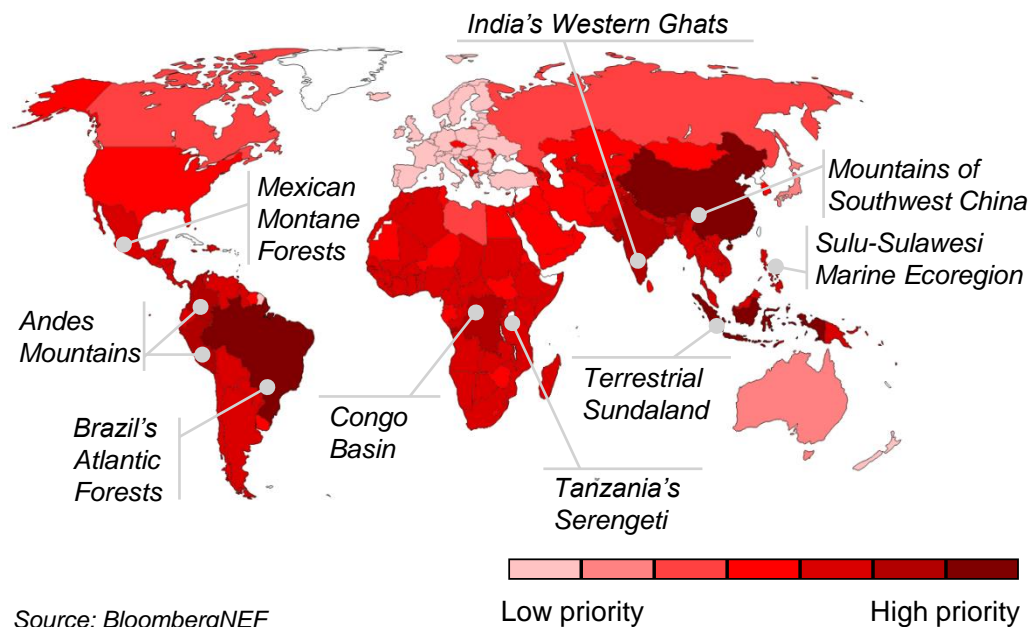 India's Western Ghats
Mexican
Montane
Forests
Mountains of
Southwest China
Sulu-Sulawesi
Marine Ecoregion
Andes
Mountains
Brazil's
Atlantic
Forests
Congo
Basin
Terrestrial
Sundaland
Tanzania's
Serengeti
Low priority
High priority
Source: BloombergNEF